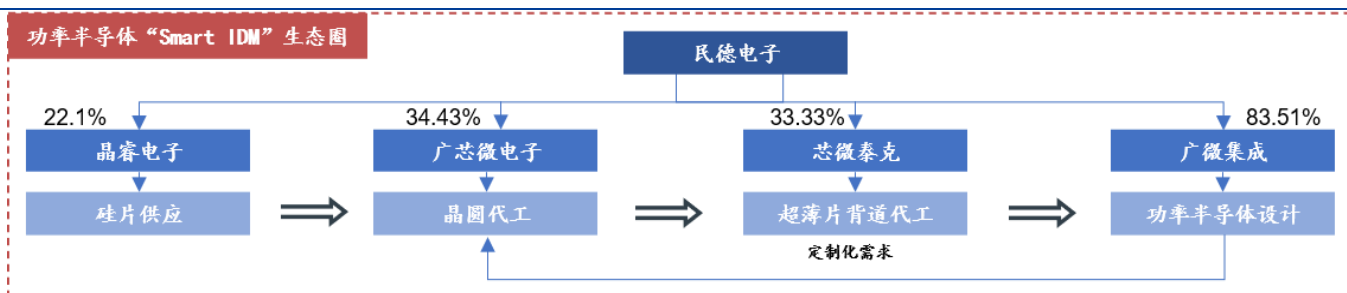 功率半导体“Smart IDM”生态圈
民德电子
22.1%
34.43%
33.33%
83.51%
晶睿电子
广芯微电子
芯微泰克
广微集成
硅片供应
晶圆代工
超薄片背道代工
功率半导体设计
定制化需求